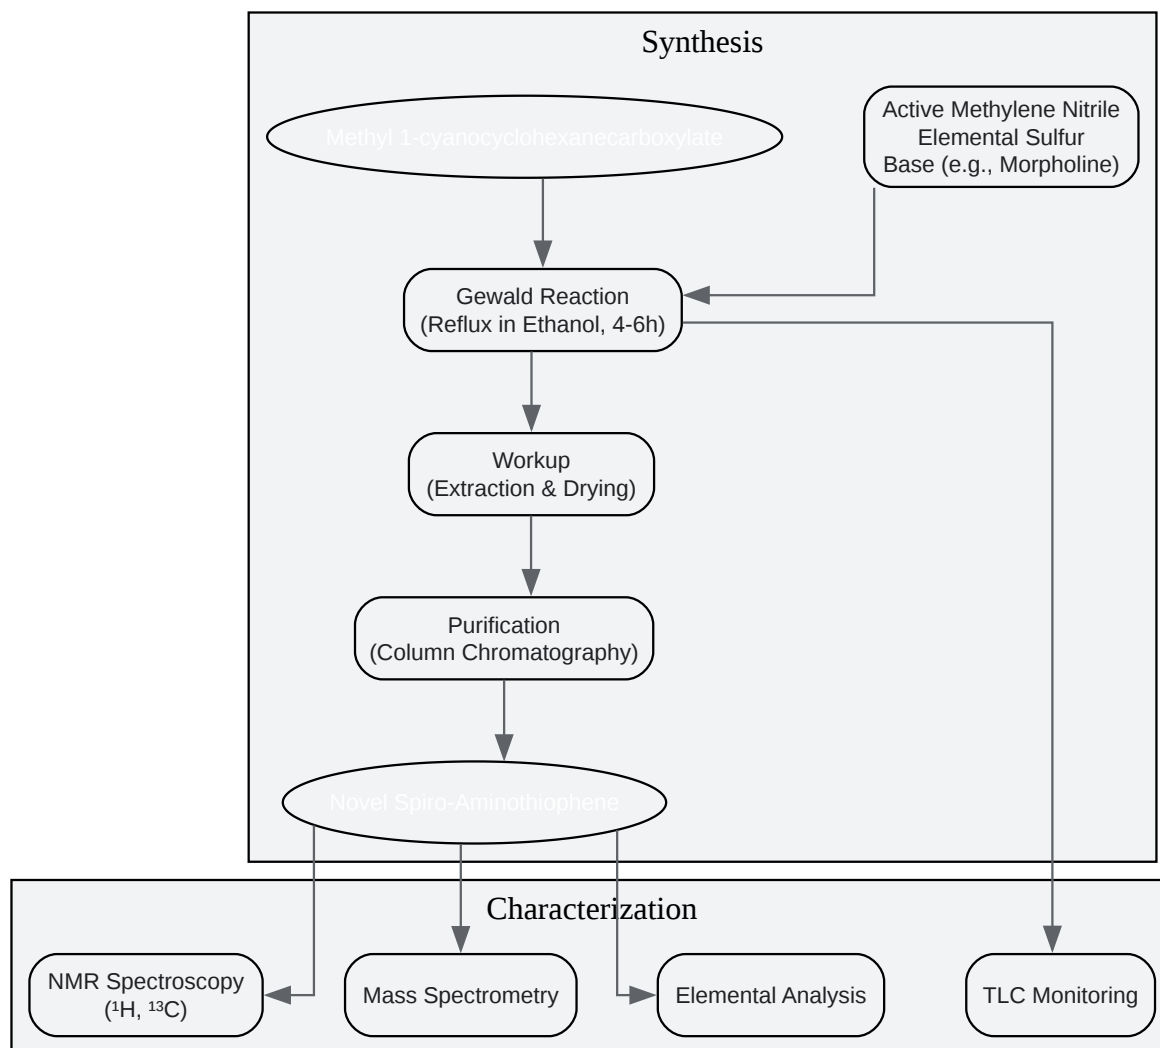 Synthesis
Methyl 1-cyanocyclohexanecarboxylate
Active Methylene Nitrile
Elemental Sulfur
Base (e.g., Morpholine)
Gewald Reaction
(Reflux in Ethanol, 4-6h)
Workup
(Extraction & Drying)
Purification
(Column Chromatography)
Novel Spiro-Aminothiophene
Characterization
NMR Spectroscopy
(¹H, ¹³C)
Mass Spectrometry
Elemental Analysis
TLC Monitoring